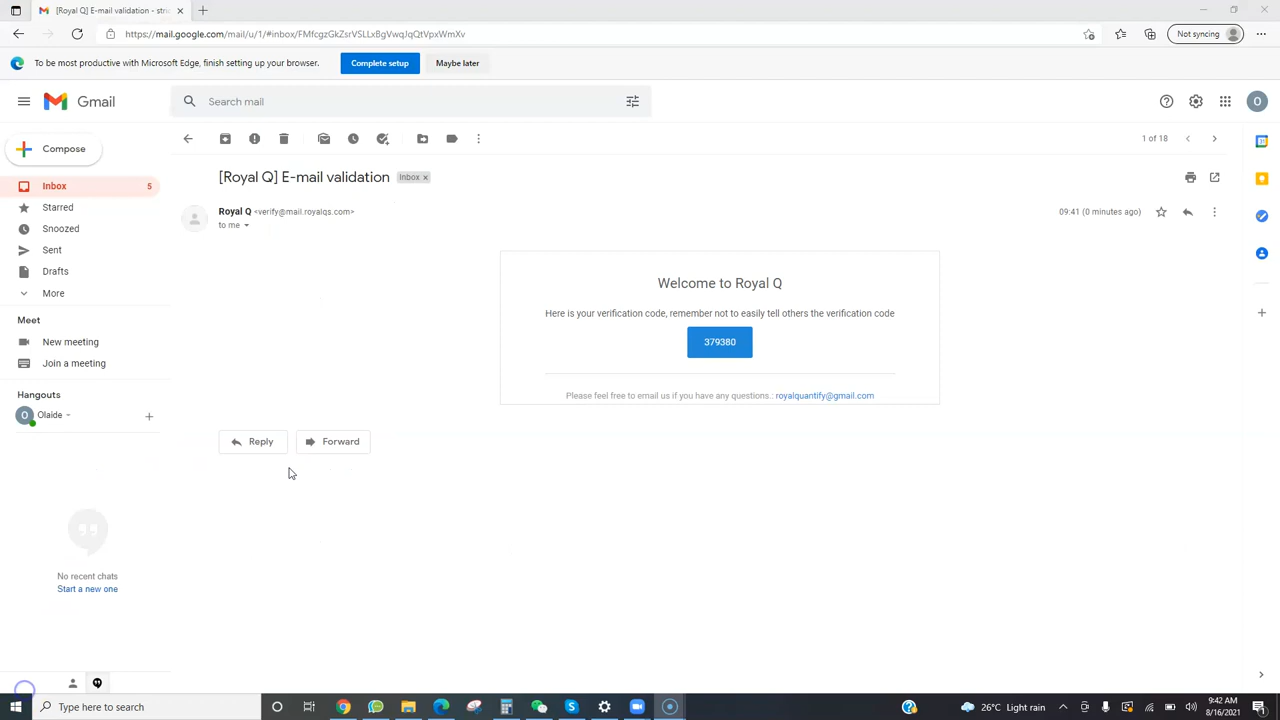 [Royal Q] E-mail validation - stric
https://mail.google.com/mail/u/1/#inbox/FMfcgzGkZsrVSLLxBgVwqJqQtVpxWmXv
Not syncing
To be most productive with Microsoft Edge, finish setting up your browser.
Complete setup
Maybe later
Gmail
Search mail
O
Compose
1 of 18
Inbox 5
[Royal Q] E-mail validation Inbox x
Starred
Royal Q <verify@mail.royalqs.com>
09:41 (0 minutes ago)
to me
Snoozed
Sent
Drafts
More
Welcome to Royal Q
Here is your verification code, remember not to easily tell others the verification code
379380
Please feel free to email us if you have any questions.: royalquantify@gmail.com
Meet
New meeting
Join a meeting
Hangouts
O Olaide
Reply
Forward
No recent chats
Start a new one
Type here to search
26°C Light rain
9:42 AM
8/16/2021